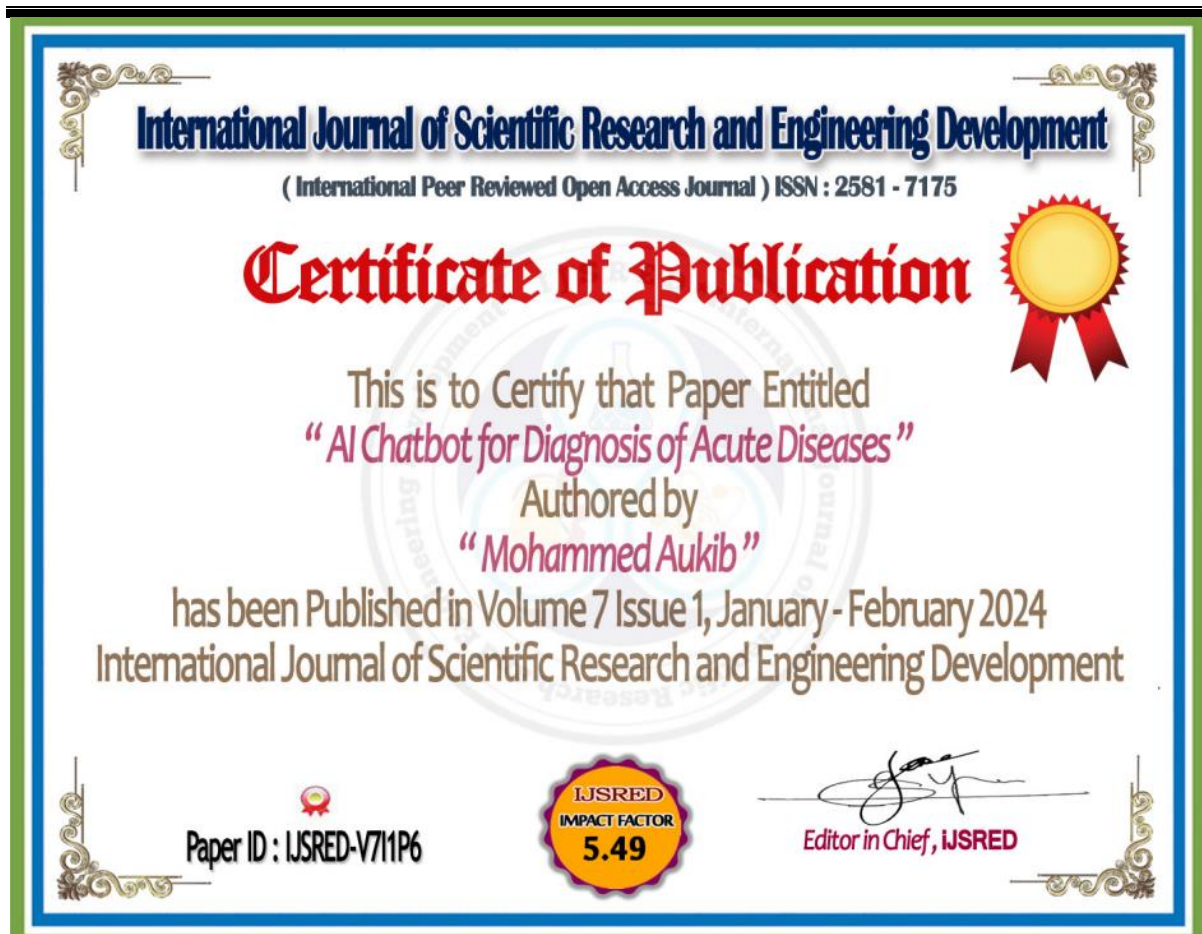 International Journal of Scientific Research and Engineering Development
( International Peer Reviewed Open Access Journal ) ISSN : 2581 - 7175
Certificate of Publication
This is to Certify that Paper Entitled
“ AI Chatbot for Diagnosis of Acute Diseases ”
Authored by
“ Mohammed Aukib ”
has been Published in Volume 7 Issue 1, January - February 2024
International Journal of Scientific Research and Engineering Development
IJSRED
IMPACT FACTOR
5.49
Paper ID : IJSRED-V7I1P6
Editor in Chief , iJSRED